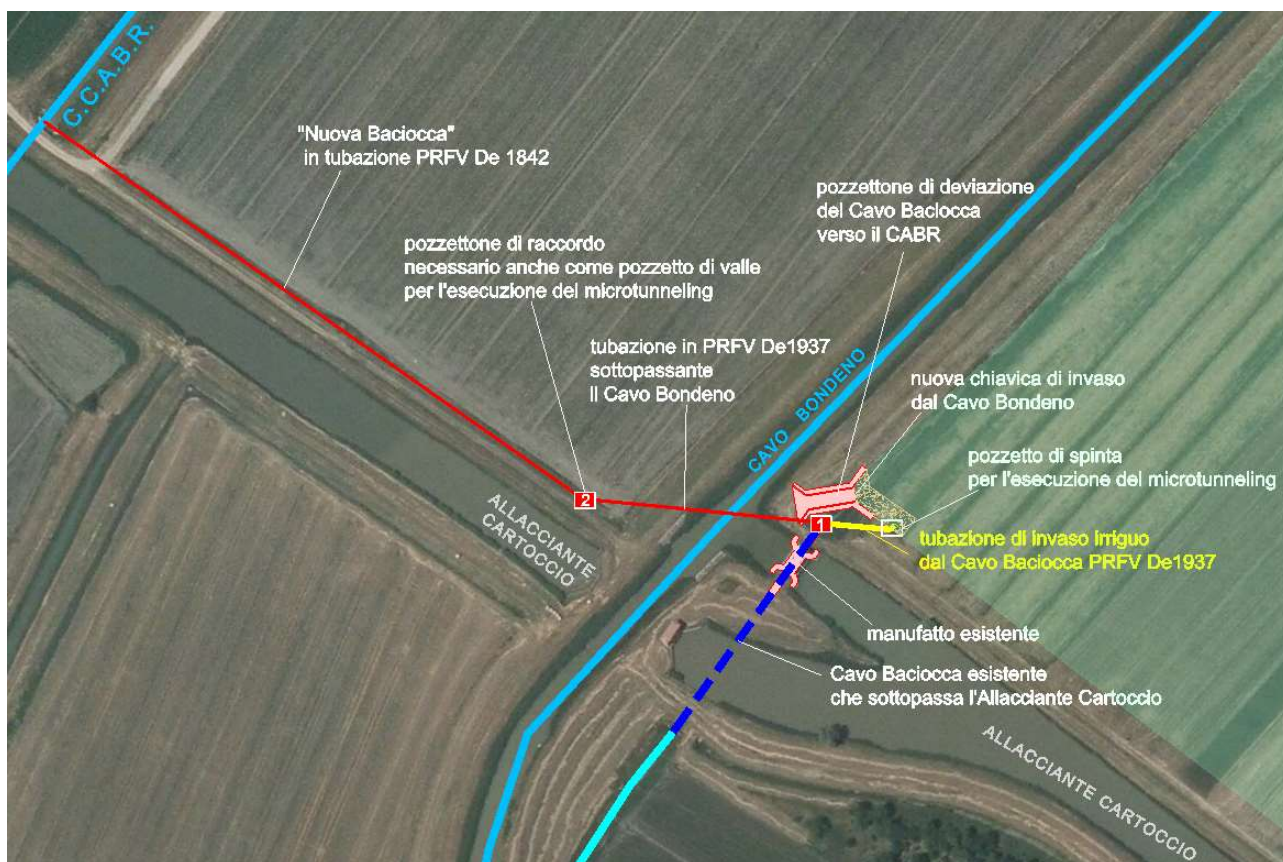 C.C.A.B.R.
"Nuova Baciocca"
in tubazione PRFV De 1842
pozzettone di deviazione
del Cavo Baciocca
verso il CABR
pozzettone di raccordo
necessario anche come pozzetto di valle
per l'esecuzione del microtunneling
tubazione in PRFV De1937
sottopassante
Il Cavo Bondeno
CAVO BONDENO
nuova chiavica di invaso
dal Cavo Bondeno
pozzetto di spinta
per l'esecuzione del microtunneling
2
ALLACCIANTE
CARTOCCIO
1
tubazione di invaso irriguo
dal Cavo Baciocca PRFV De1937
manufatto esistente
Cavo Baciocca esistente
che sottopassa l'Allacciante Cartoccio
ALLACCIANTE CARTOCCIO